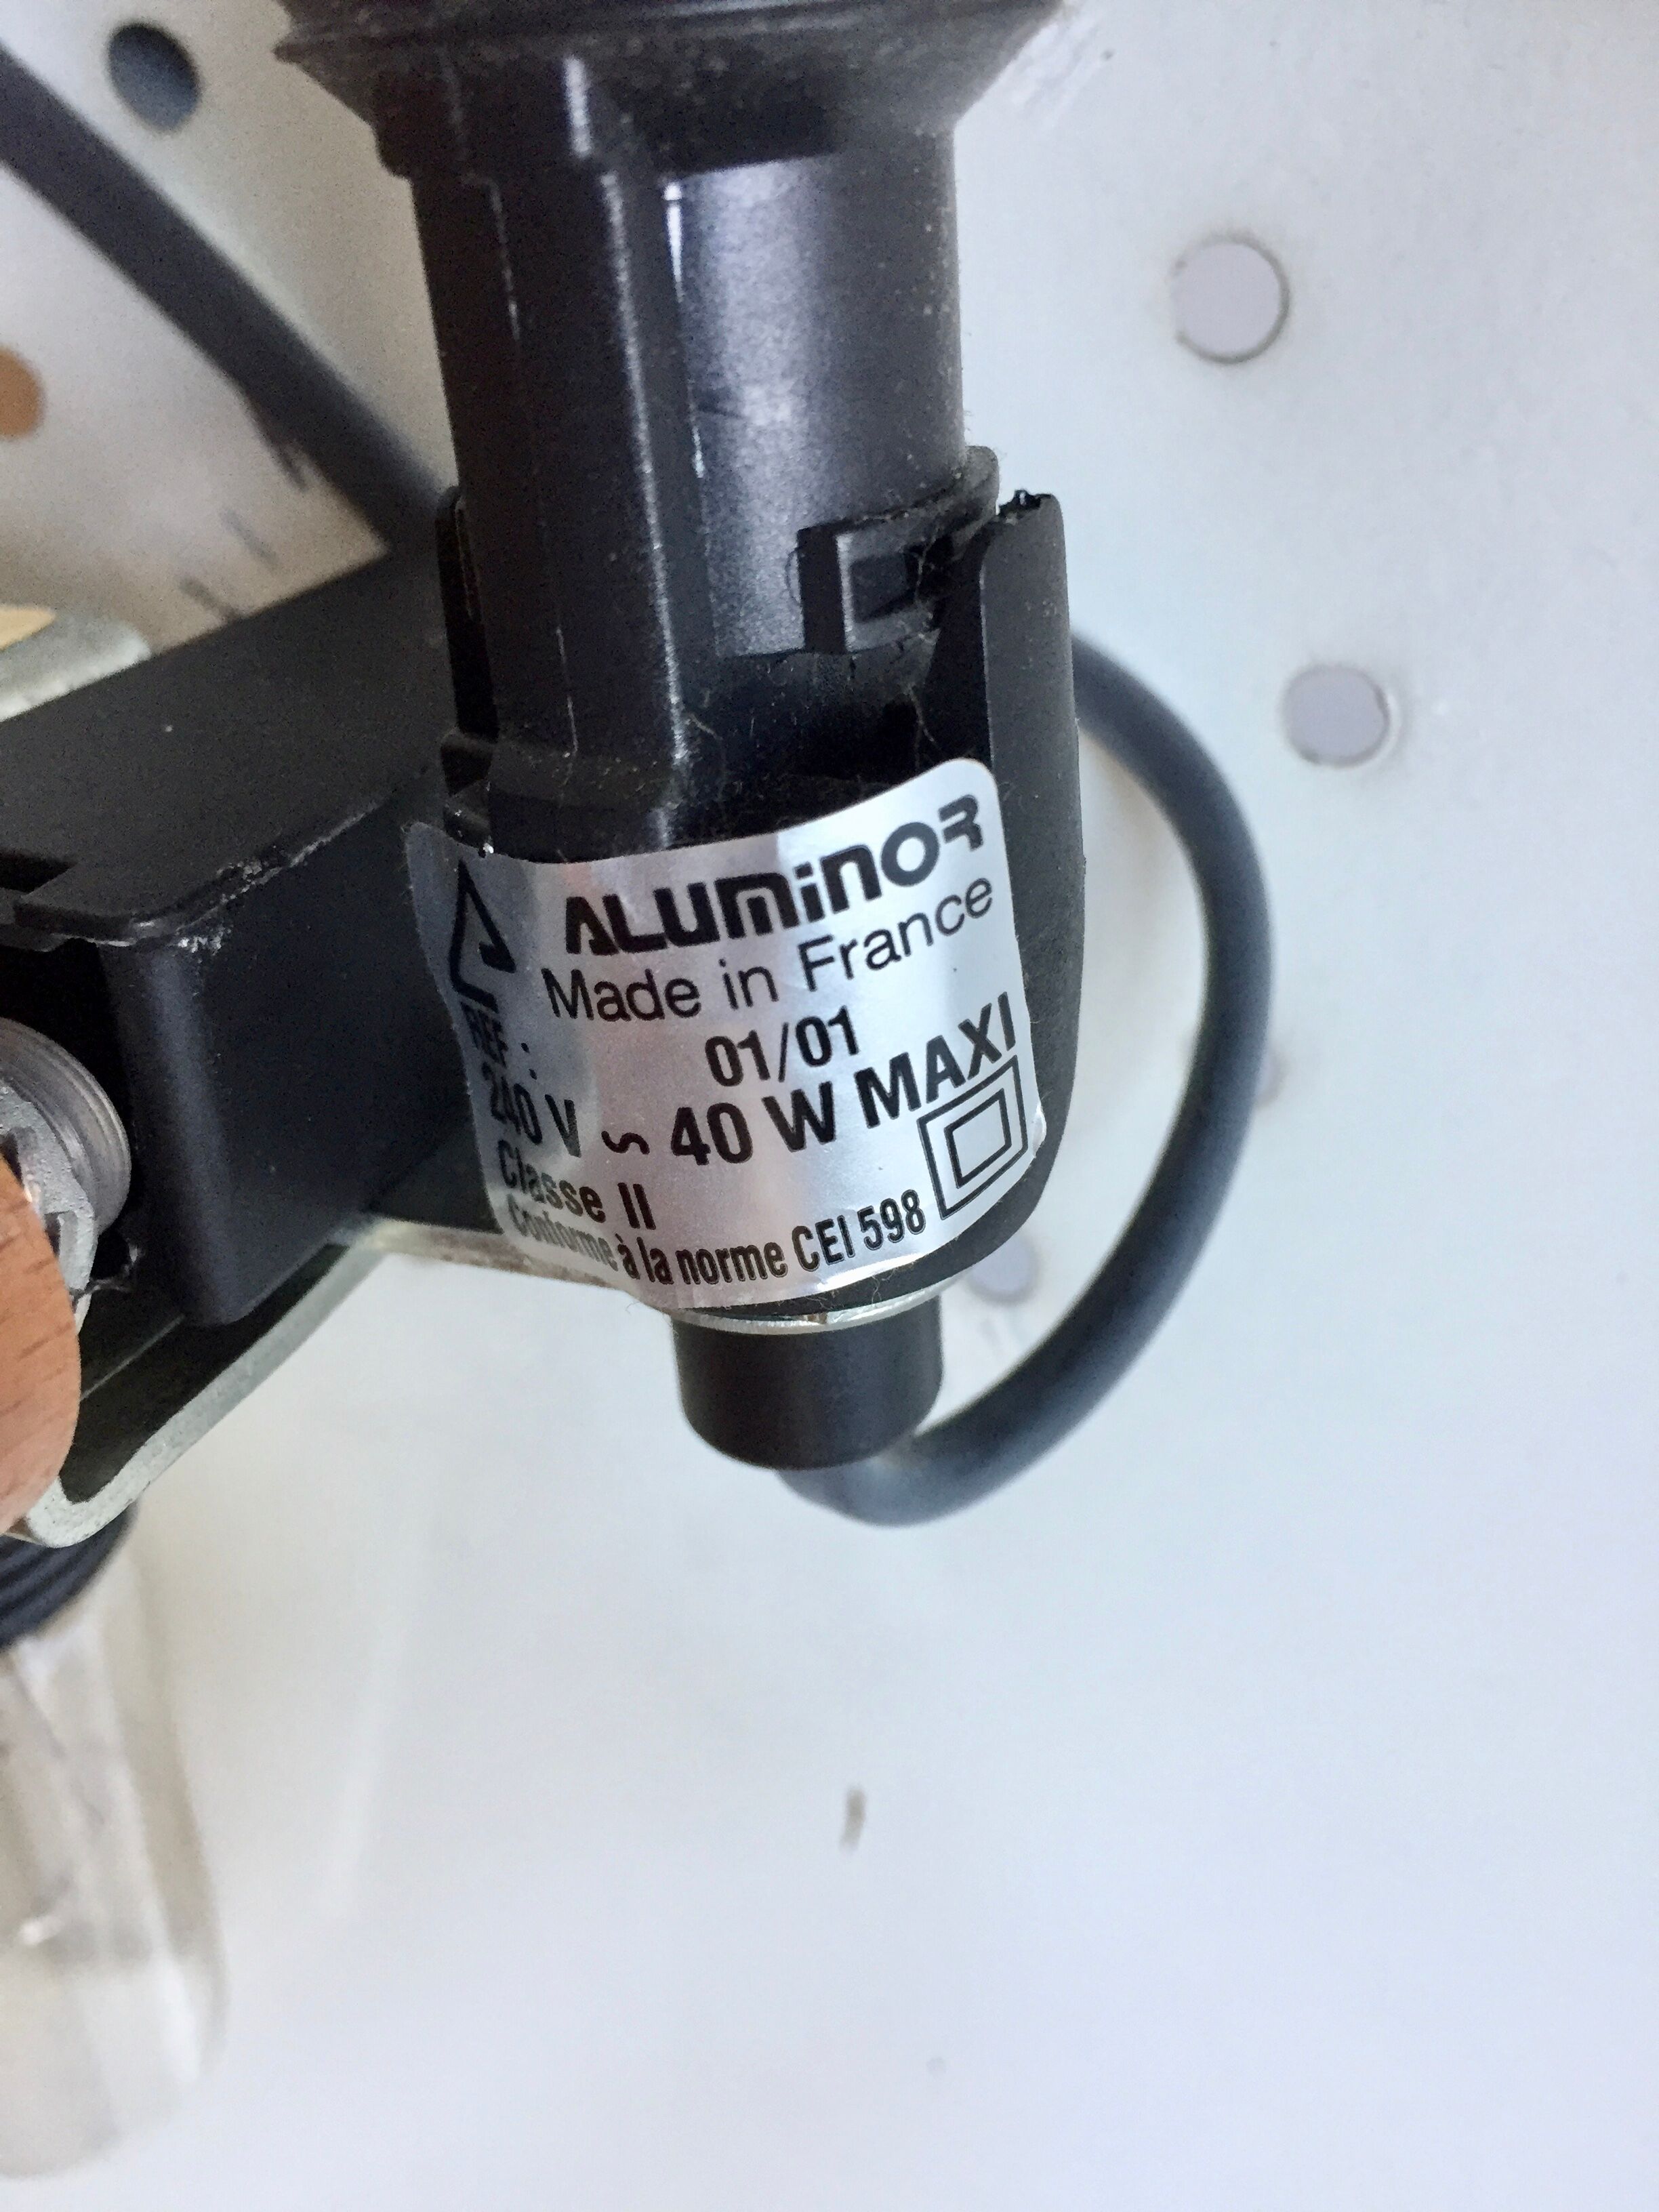 ALUMiNOR
Made in France
REF : 01/01
240 V ~ 40 W MAXI
Classe II
Conforme à la norme CEI 598